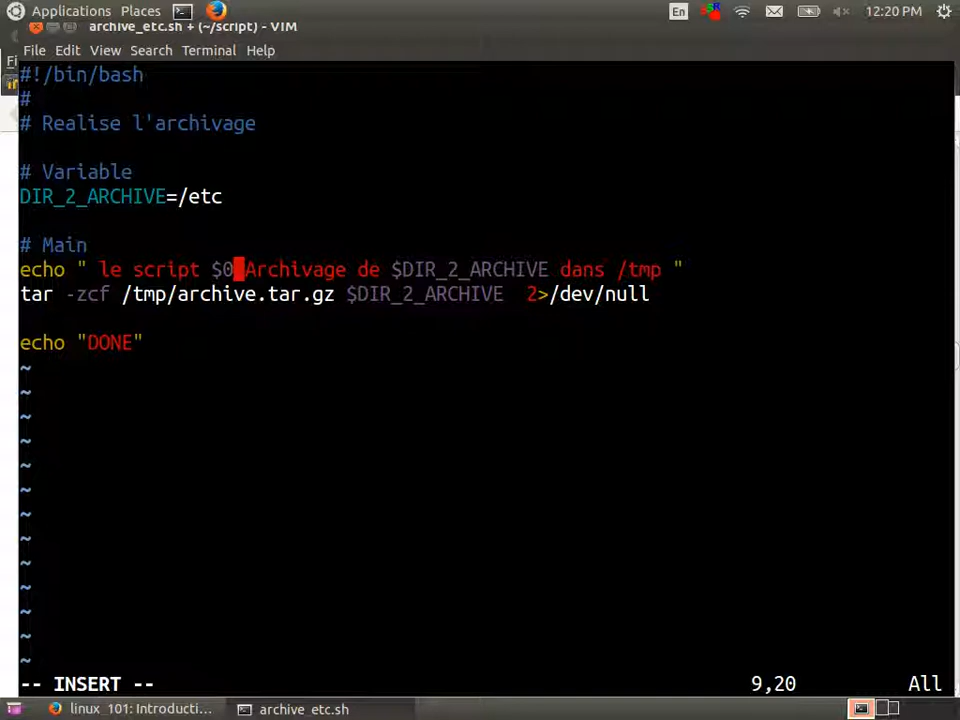 Applications Places En 12:20 PM
archive_etc.sh + (~/script) - VIM
File Edit View Search Terminal Help
#!/bin/bash
#
# Realise l'archivage
# Variable
DIR_2_ARCHIVE=/etc
# Main
echo " le script $0 Archivage de $DIR_2_ARCHIVE dans /tmp "
tar -zcf /tmp/archive.tar.gz $DIR_2_ARCHIVE  2>/dev/null
echo "DONE"
~
~
~
~
~
~
~
~
~
~
~
~
~
-- INSERT -- 9,20 All
linux_101: Introducti... archive_etc.sh